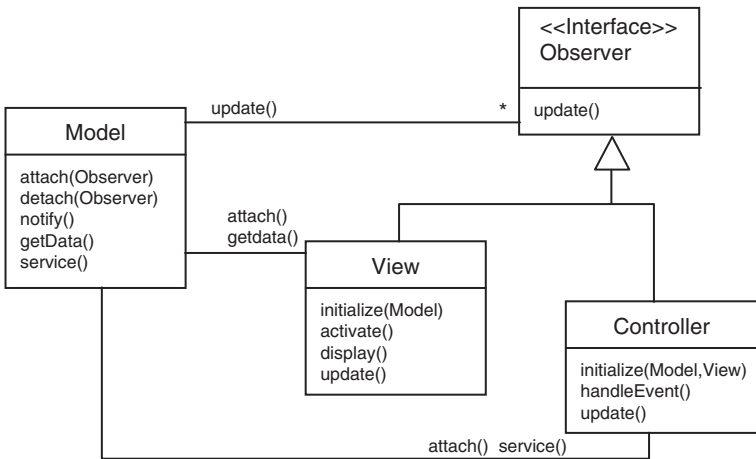 <<Interface>>
Observer
update()
update()
*
Model
attach(Observer)
detach(Observer)
notify()
getData()
service()
attach()
getdata()
View
initialize(Model)
activate()
display()
update()
Controller
initialize(Model,View)
handleEvent()
update()
attach() service()